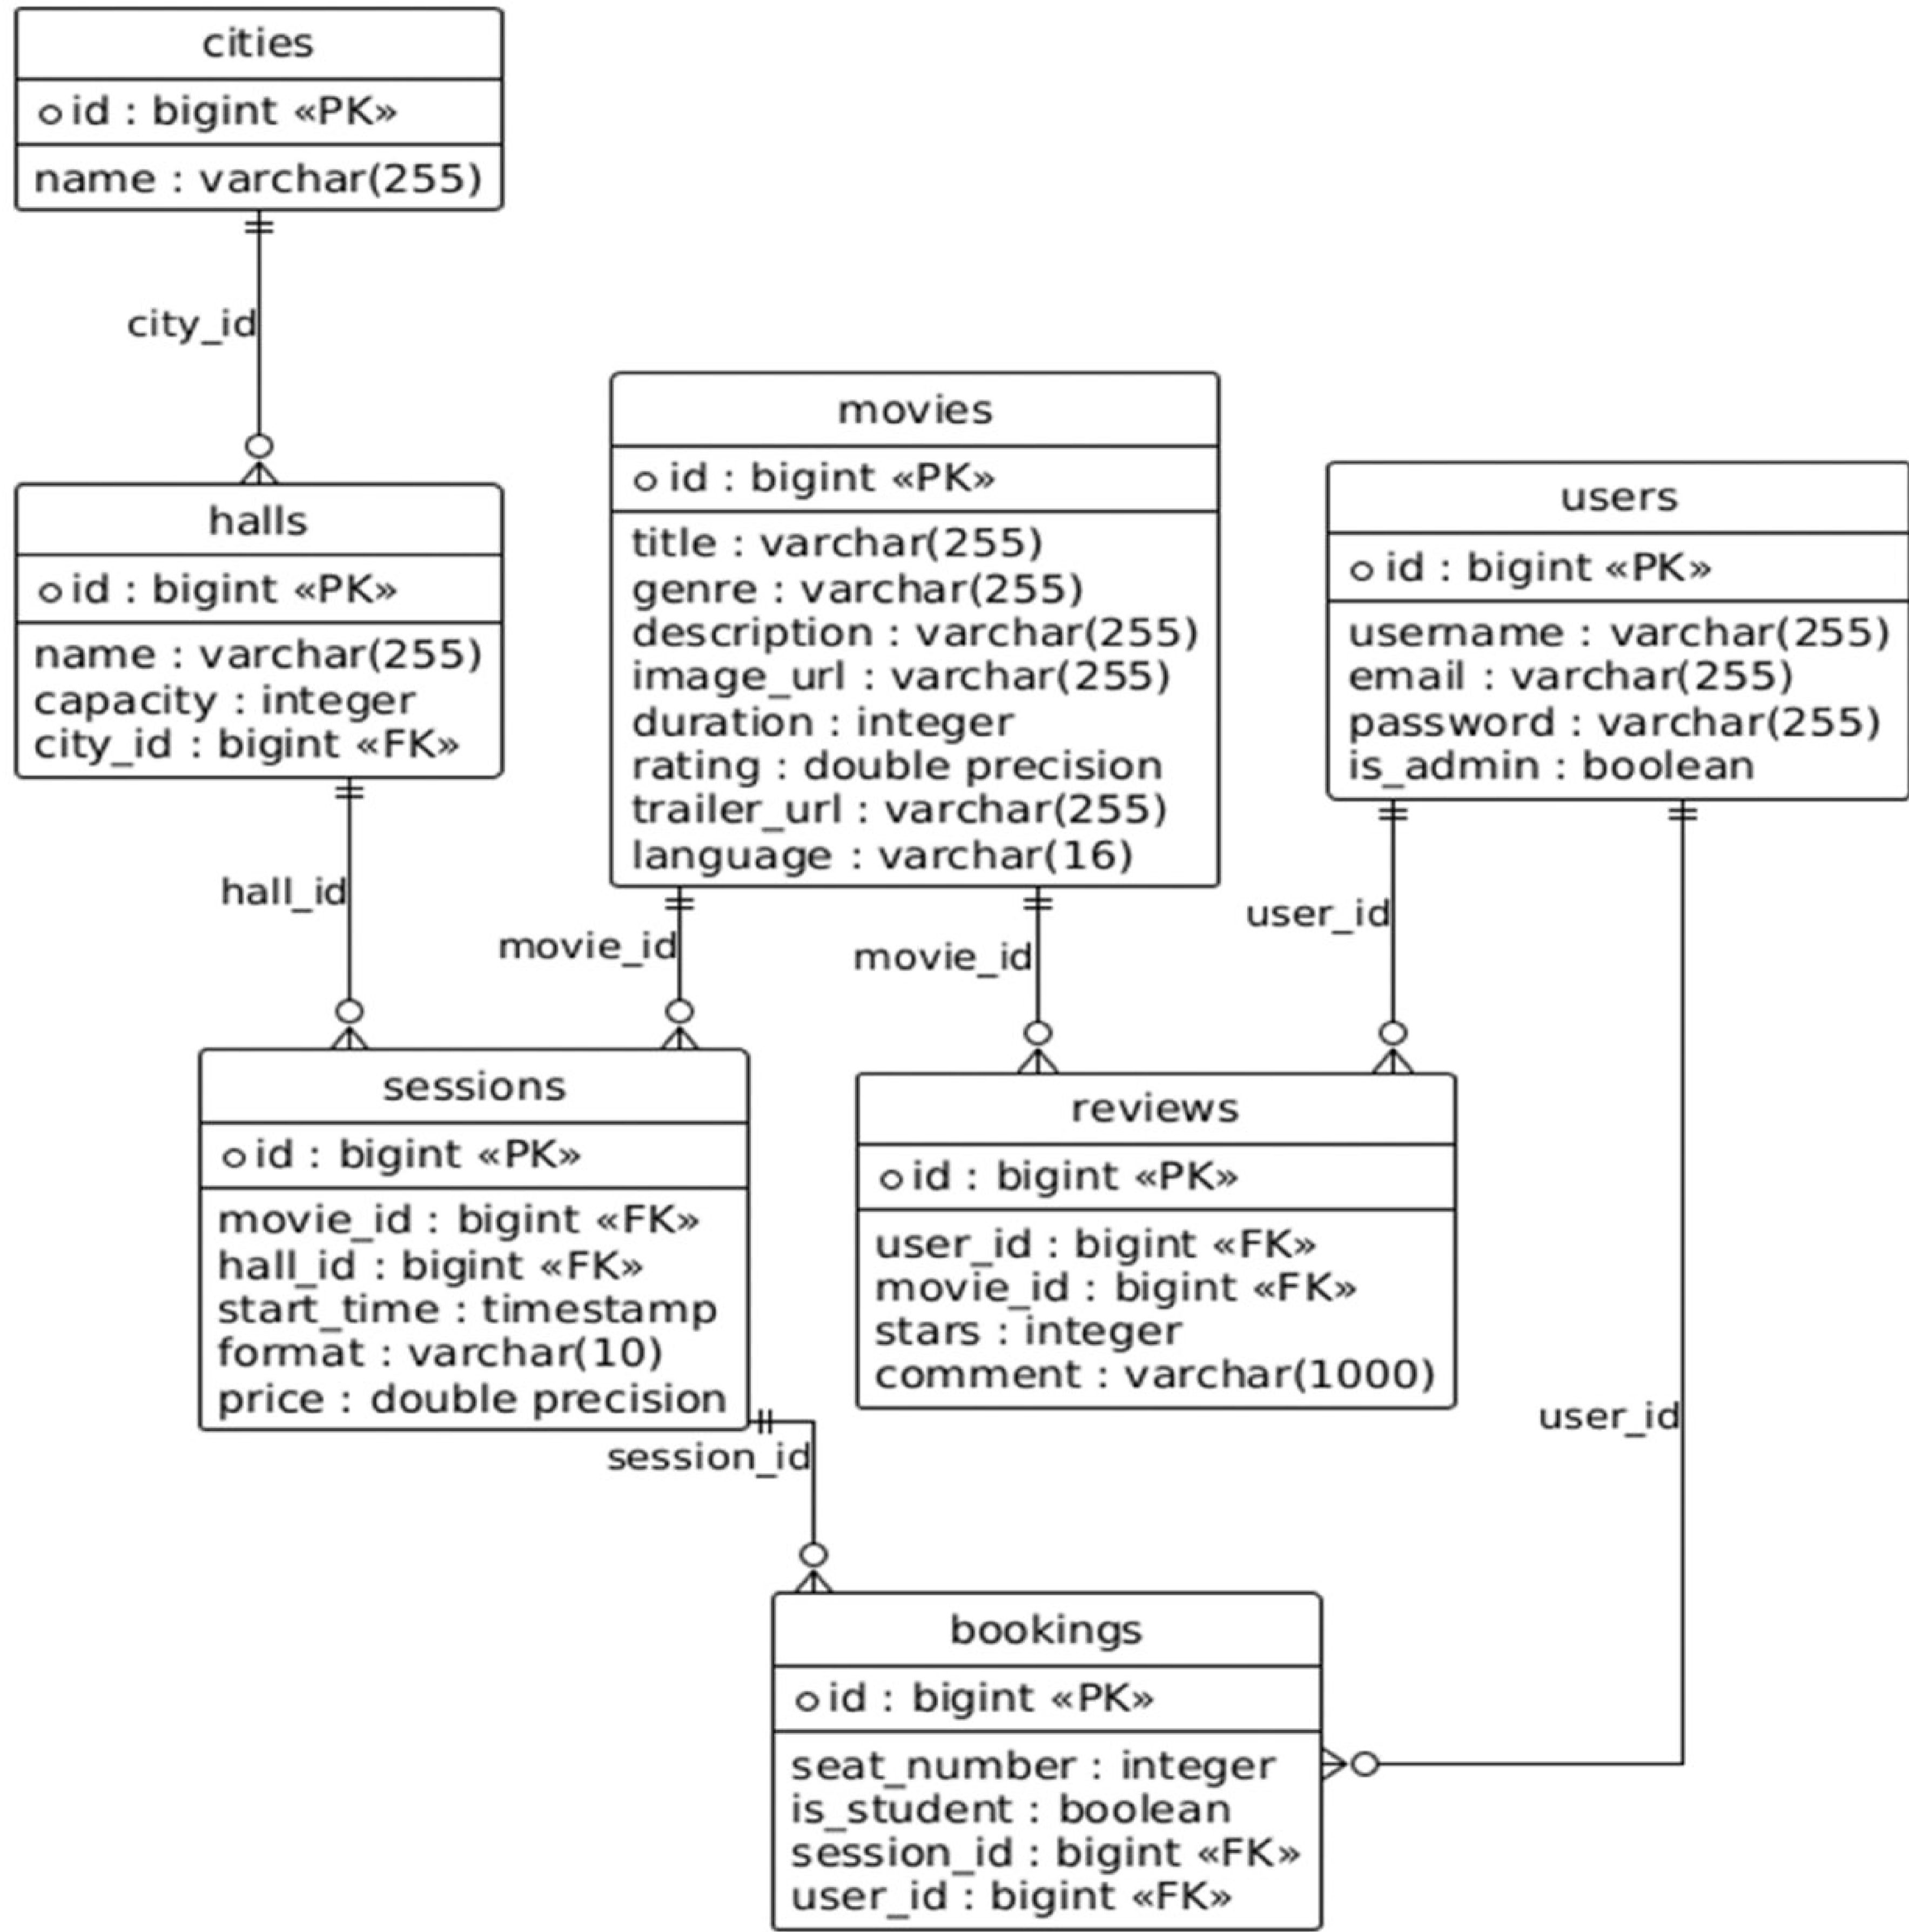 cities
id : bigint «PK»
name : varchar(255)
city_id
halls
id : bigint «PK»
name : varchar(255)
capacity : integer
city_id : bigint «FK»
movies
id : bigint «PK»
title : varchar(255)
genre : varchar(255)
description : varchar(255)
image_url : varchar(255)
duration : integer
rating : double precision
trailer_url : varchar(255)
language : varchar(16)
users
id : bigint «PK»
username : varchar(255)
email : varchar(255)
password : varchar(255)
is_admin : boolean
hall_id
movie_id
movie_id
user_id
sessions
id : bigint «PK»
movie_id : bigint «FK»
hall_id : bigint «FK»
start_time : timestamp
format : varchar(10)
price : double precision
reviews
id : bigint «PK»
user_id : bigint «FK»
movie_id : bigint «FK»
stars : integer
comment : varchar(1000)
session_id
user_id
bookings
id : bigint «PK»
seat_number : integer
is_student : boolean
session_id : bigint «FK»
user_id : bigint «FK»